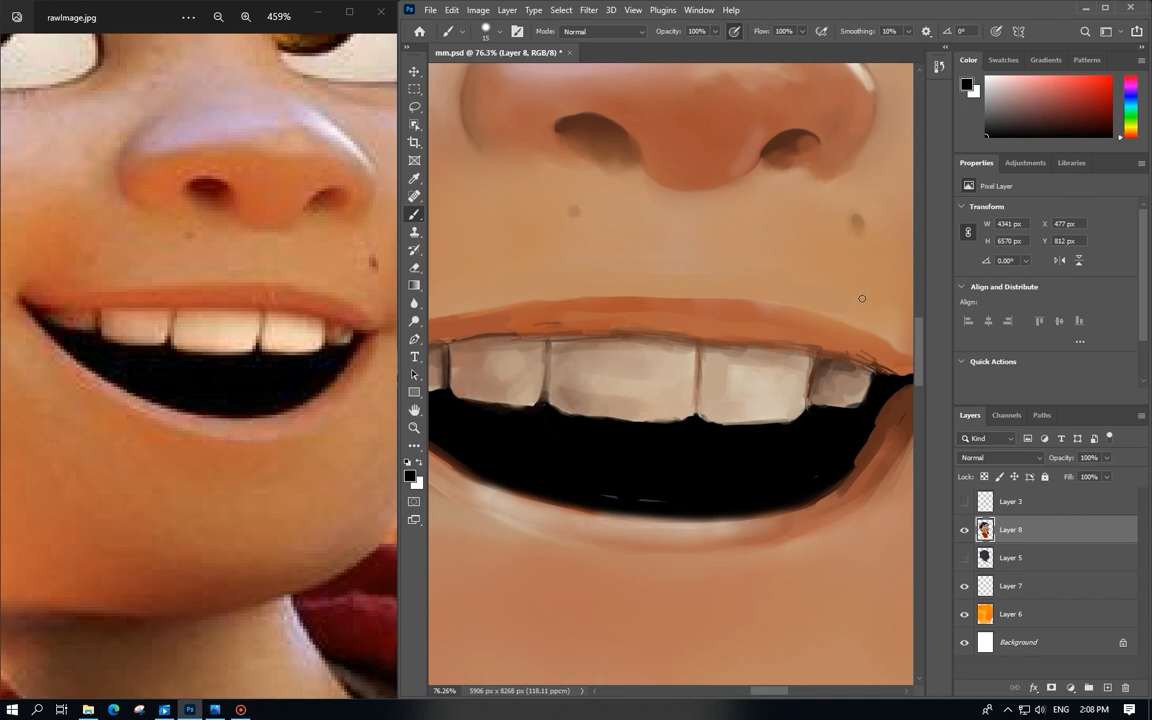 rawImage.jpg
459%
File Edit Image Layer Type Select Filter 3D View Plugins Window Help
15
Mode: Normal Opacity: 100% Flow: 100% Smoothing: 10% 0°
mm.psd @ 76.3% (Layer 8, RGB/8) *
Color Swatches Gradients Patterns
Properties Adjustments Libraries
Pixel Layer
Transform
W 4341 px X 477 px
H 6570 px Y 812 px
0.00°
Align and Distribute
Align:
Quick Actions
Layers Channels Paths
Kind
Normal Opacity: 100%
Lock: Fill: 100%
Layer 3
Layer 8
Layer 5
Layer 7
Layer 6
Background
76.26% 5906 px x 8268 px (118.11 ppcm)
ENG 2:08 PM